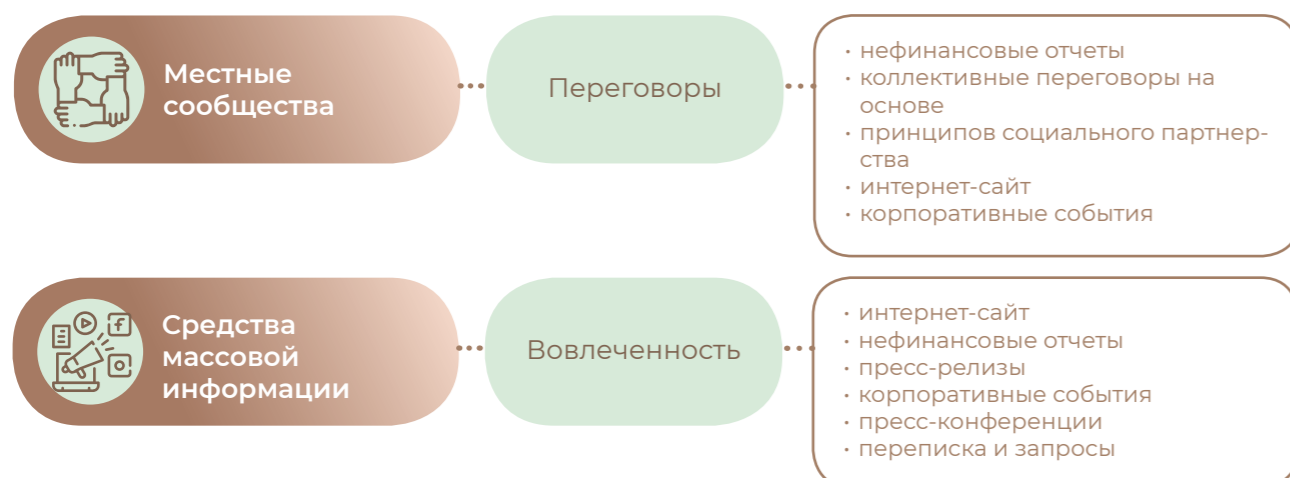 Местные
сообщества
Переговоры
· нефинансовые отчеты
· коллективные переговоры на
основе
· принципов социального партнер-
ства
· интернет-сайт
· корпоративные события
Средства
массовой
информации
Вовлеченность
· интернет-сайт
· нефинансовые отчеты
· пресс-релизы
· корпоративные события
· пресс-конференции
· переписка и запросы